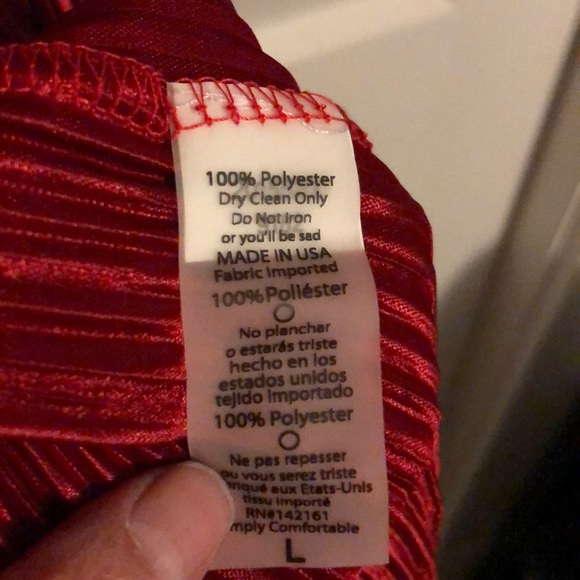 100% Polyester
Dry Clean Only
Do Not Iron
or you'll be sad
MADE IN USA
Fabric Imported
100% Poliéster
No planchar
o estarás triste
hecho en los
estados unidos
tejido importado
100% Polyester
Ne pas repasser
vous serez triste
aux Etats-Unis
tissu importé
RN#142161
Comfortable
L